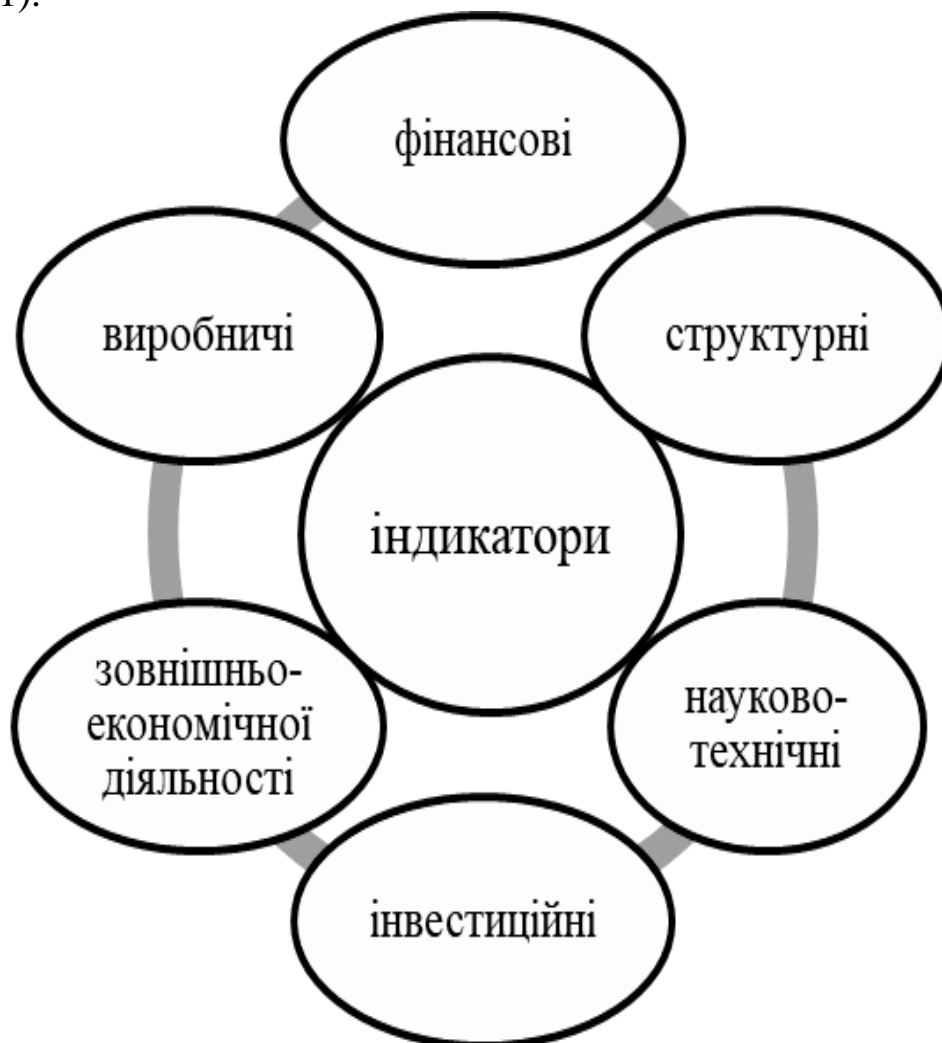 1).
фінансові
виробничі
структурні
індикатори
зовнішньо-
економічної
діяльності
науково-
технічні
інвестиційні